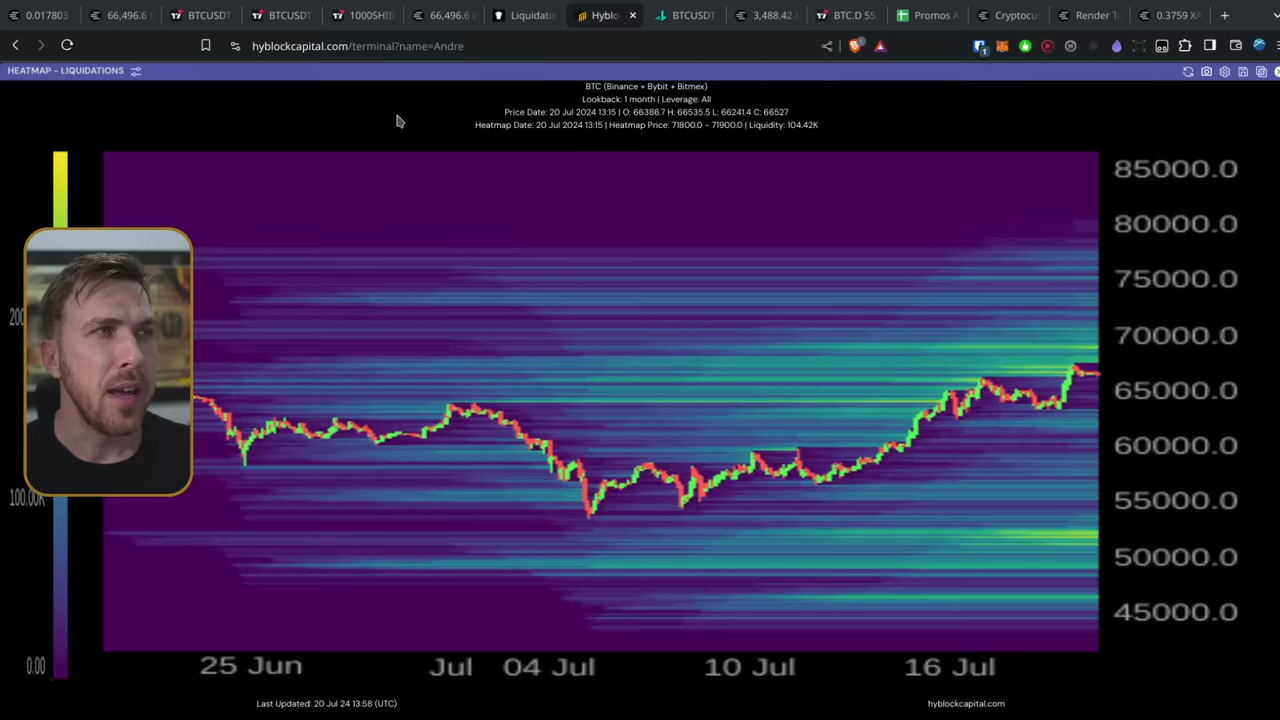 0.017803
66,496.6
BTCUSDT
BTCUSDT
1000SHIB
66,496.6
Liquidatio
Hyblo
BTCUSDT
3,488.42
BTC.D 55.
Promos A
Cryptocu
Render To
0.3759 XA
hyblockcapital.com/terminal?name=Andre
1
HEATMAP - LIQUIDATIONS
BTC (Binance + Bybit + Bitmex)
Lookback: 1 month | Leverage: All
Price Date: 20 Jul 2024 13:15 | O: 66386.7 H: 66535.5 L: 66241.4 C: 66527
Heatmap Date: 20 Jul 2024 13:15 | Heatmap Price: 71800.0 - 71900.0 | Liquidity: 104.42K
85000.0
80000.0
75000.0
70000.0
65000.0
60000.0
55000.0
50000.0
45000.0
200
100.00K
0.00
25 Jun
Jul
04 Jul
10 Jul
16 Jul
Last Updated: 20 Jul 24 13:58 (UTC)
hyblockcapital.com